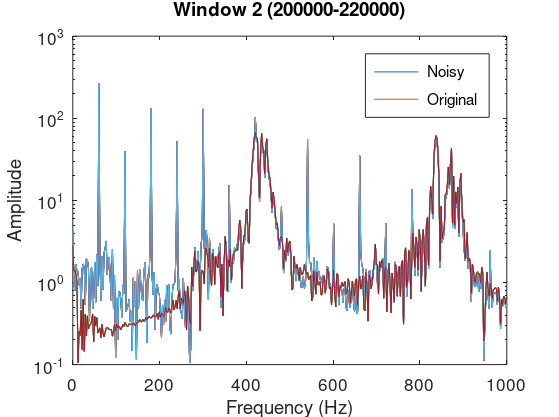 Window 2 (200000-220000)
10³
10²
10¹
10⁰
10⁻¹
Amplitude
Noisy
Original
0 200 400 600 800 1000
Frequency (Hz)